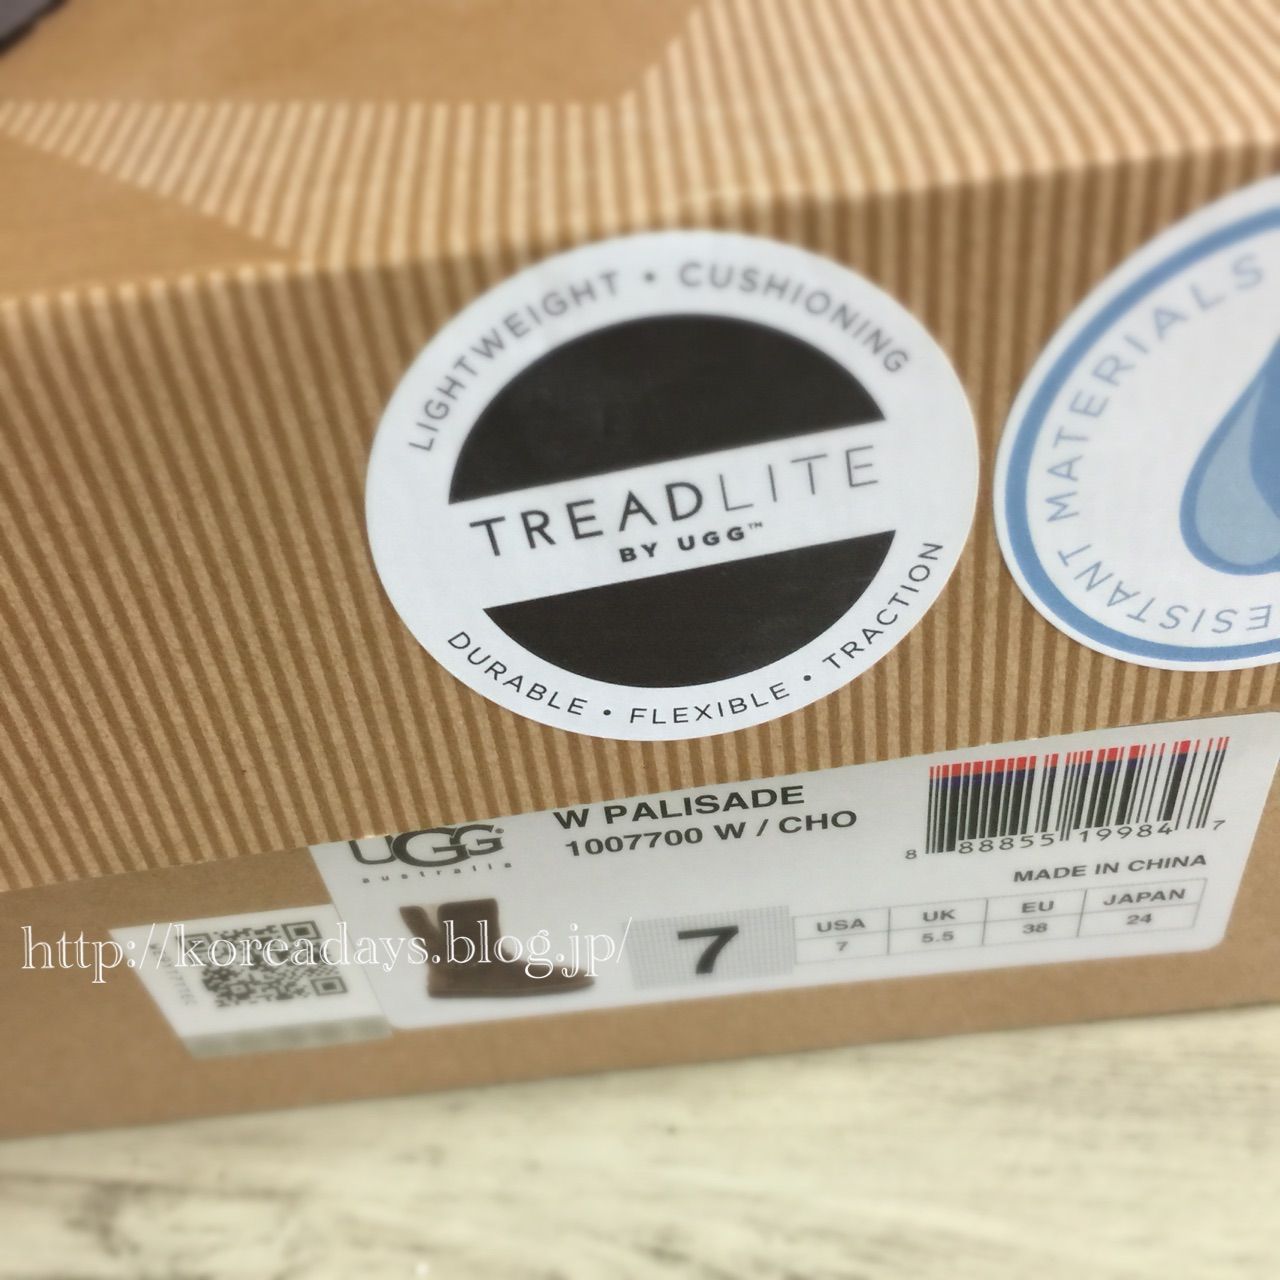 LIGHTWEIGHT • CUSHIONING
TREADLITE
BY UGG™
DURABLE • FLEXIBLE • TRACTION
MATERIALS
ESISTANT
UGG®
australia
W PALISADE
1007700 W / CHO
8 88855 19984 7
MADE IN CHINA
7
USA UK EU JAPAN
7 5.5 38 24
http://koreadays.blog.jp/